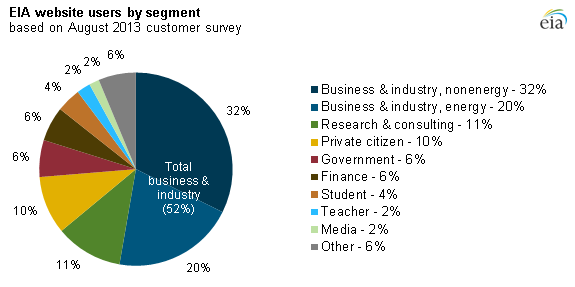 EIA website users by segment
based on August 2013 customer survey
eia
2%
2%
6%
4%
6%
6%
10%
11%
20%
32%
Total
business &
industry
(52%)
Business & industry, nonenergy - 32%
Business & industry, energy - 20%
Research & consulting - 11%
Private citizen - 10%
Government - 6%
Finance - 6%
Student - 4%
Teacher - 2%
Media - 2%
Other - 6%